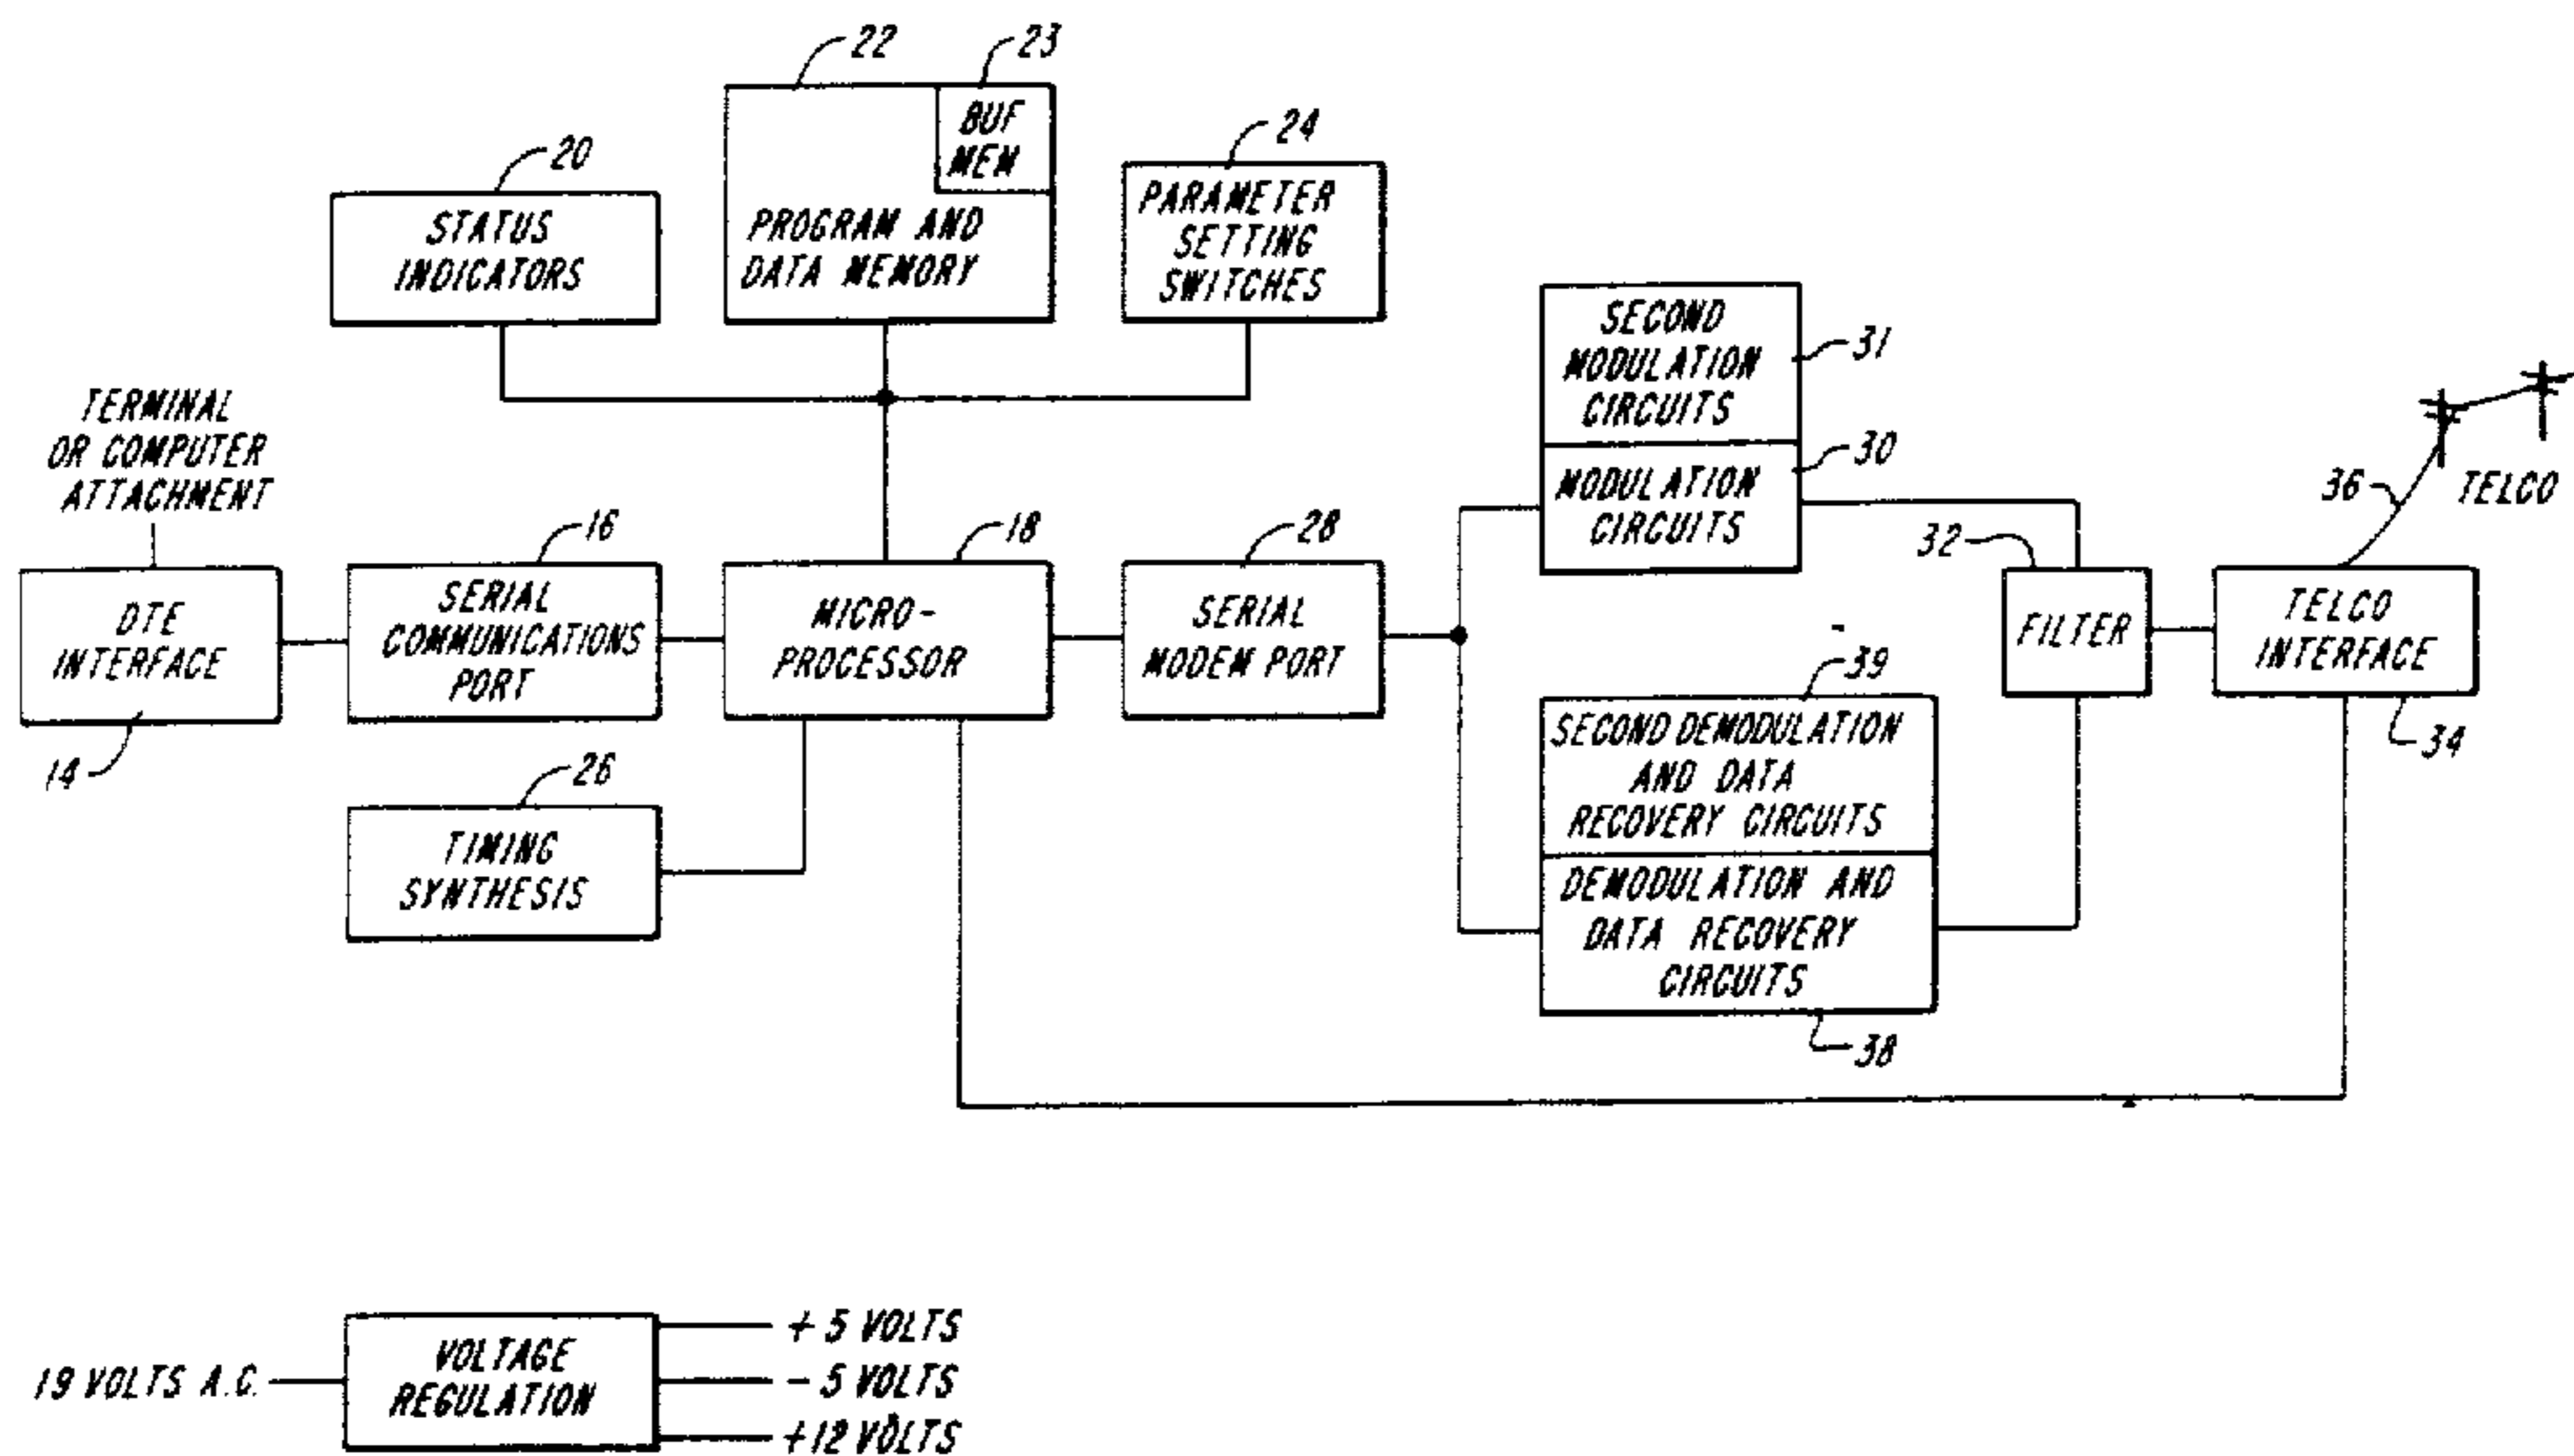 22
23
BUF
MEM
PROGRAM AND
DATA MEMORY
20
STATUS
INDICATORS
24
PARAMETER
SETTING
SWITCHES
TERMINAL
OR COMPUTER
ATTACHMENT
DTE
INTERFACE
14
16
SERIAL
COMMUNICATIONS
PORT
18
MICRO-
PROCESSOR
28
SERIAL
MODEM PORT
26
TIMING
SYNTHESIS
SECOND
MODULATION
CIRCUITS
31
MODULATION
CIRCUITS
30
39
SECOND DEMODULATION
AND DATA
RECOVERY CIRCUITS
DEMODULATION AND
DATA RECOVERY
CIRCUITS
38
32
FILTER
TELCO
INTERFACE
34
36
TELCO
19 VOLTS A.C.
VOLTAGE
REGULATION
+ 5 VOLTS
- 5 VOLTS
+12 VOLTS